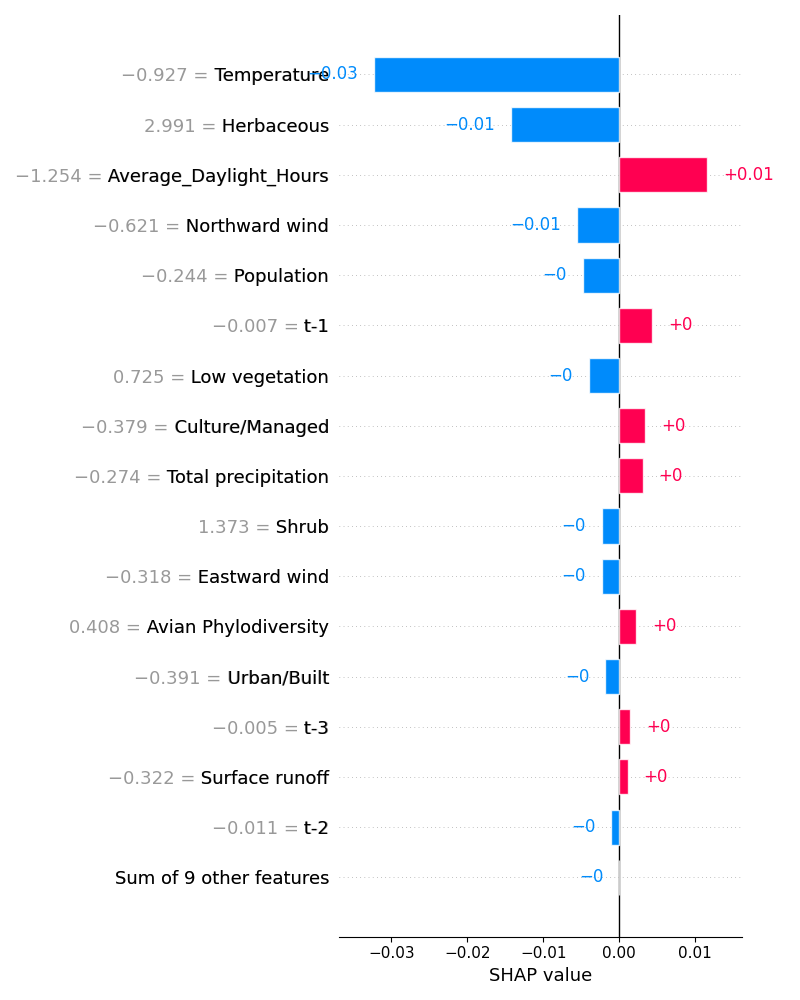 −0.927 = Temperature −0.03
2.991 = Herbaceous −0.01
−1.254 = Average_Daylight_Hours +0.01
−0.621 = Northward wind −0.01
−0.244 = Population −0
−0.007 = t-1 +0
0.725 = Low vegetation −0
−0.379 = Culture/Managed +0
−0.274 = Total precipitation +0
1.373 = Shrub −0
−0.318 = Eastward wind −0
0.408 = Avian Phylodiversity +0
−0.391 = Urban/Built −0
−0.005 = t-3 +0
−0.322 = Surface runoff +0
−0.011 = t-2 −0
Sum of 9 other features −0
−0.03 −0.02 −0.01 0.00 0.01
SHAP value